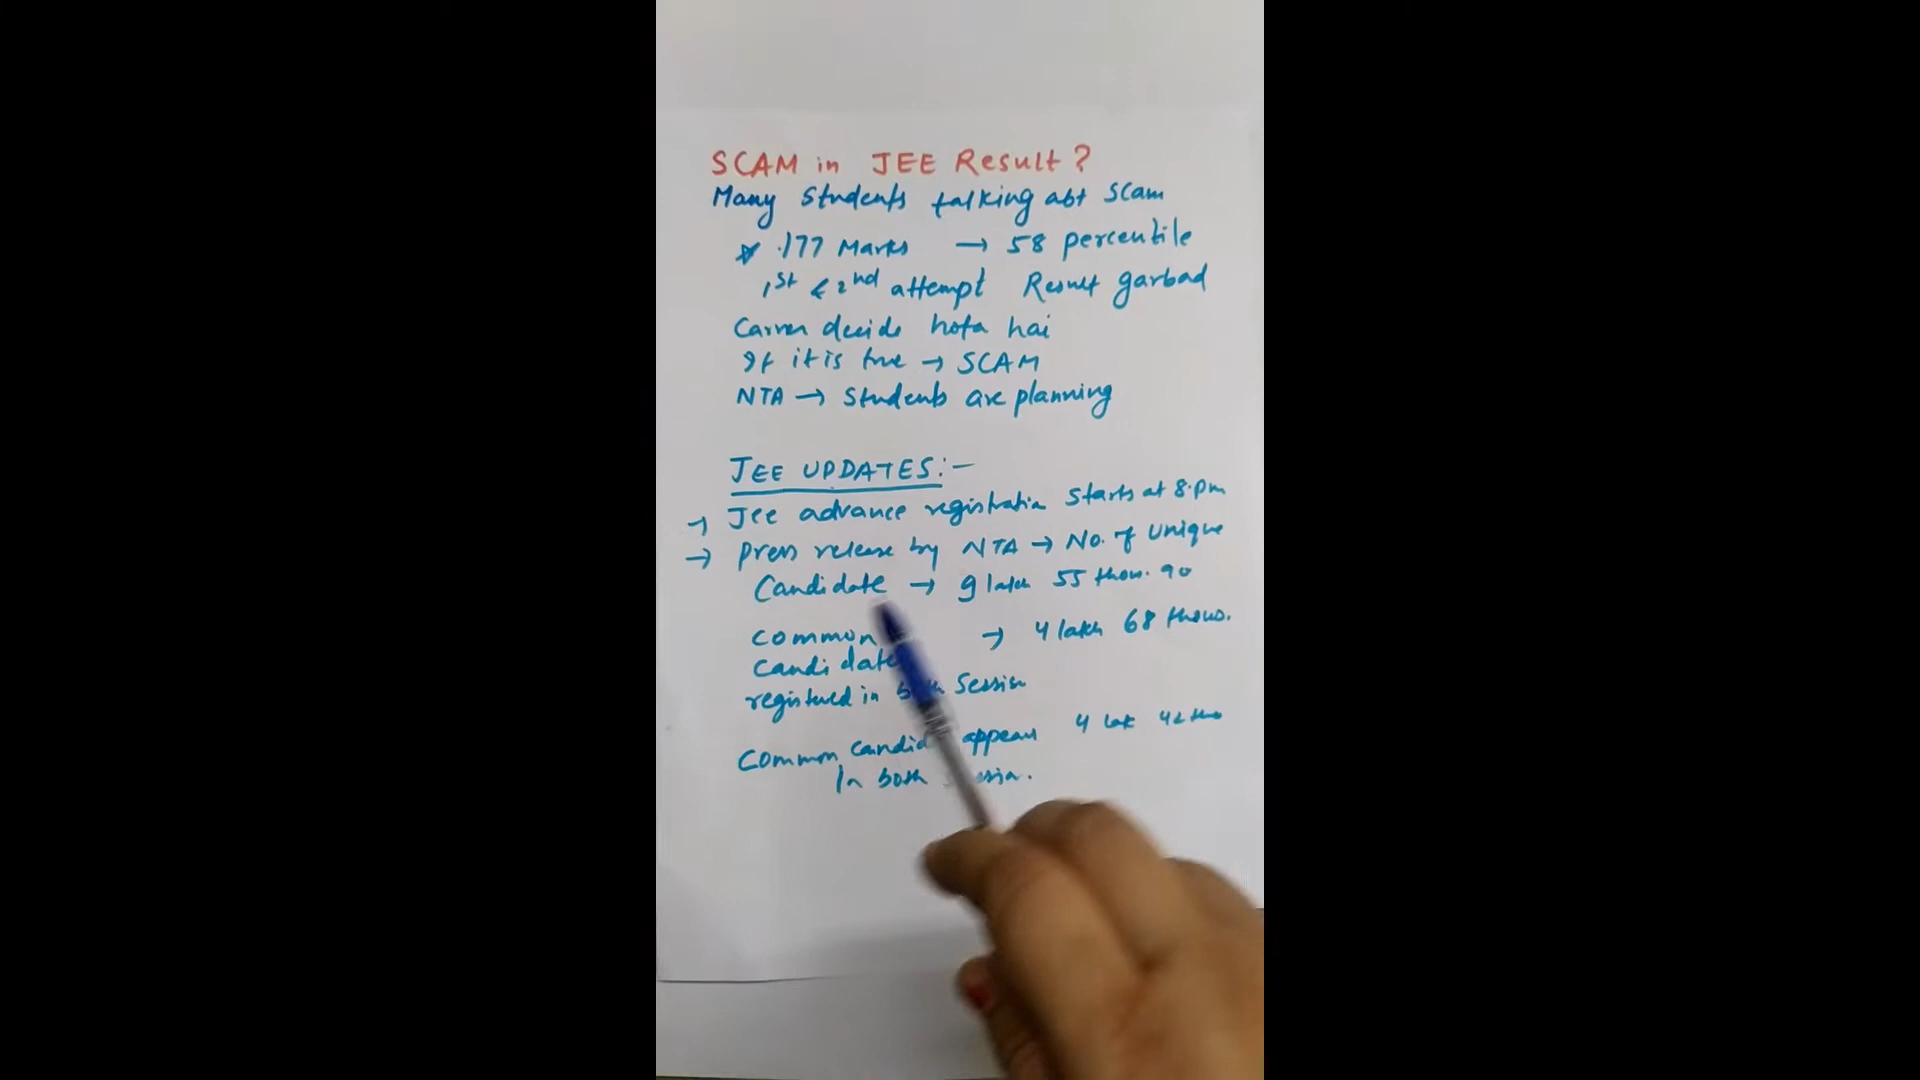 SCAM in JEE Result?
Many Students talking abt Scam
177 Marks → 58 percentile
1st & 2nd attempt Result garbad
decide hota hai
If it is true → SCAM
NTA → Students are planning
JEE UPDATES:-
→ Jee advance registration starts at 8.pm
→ press release by NTA → No. of Unique
Candidate → 9 lakh 55 thou. 90
Common → 4 lakh 68 thous.
Candidate
registered in both Session
Common candid appear 4 lak 42 tho
In both